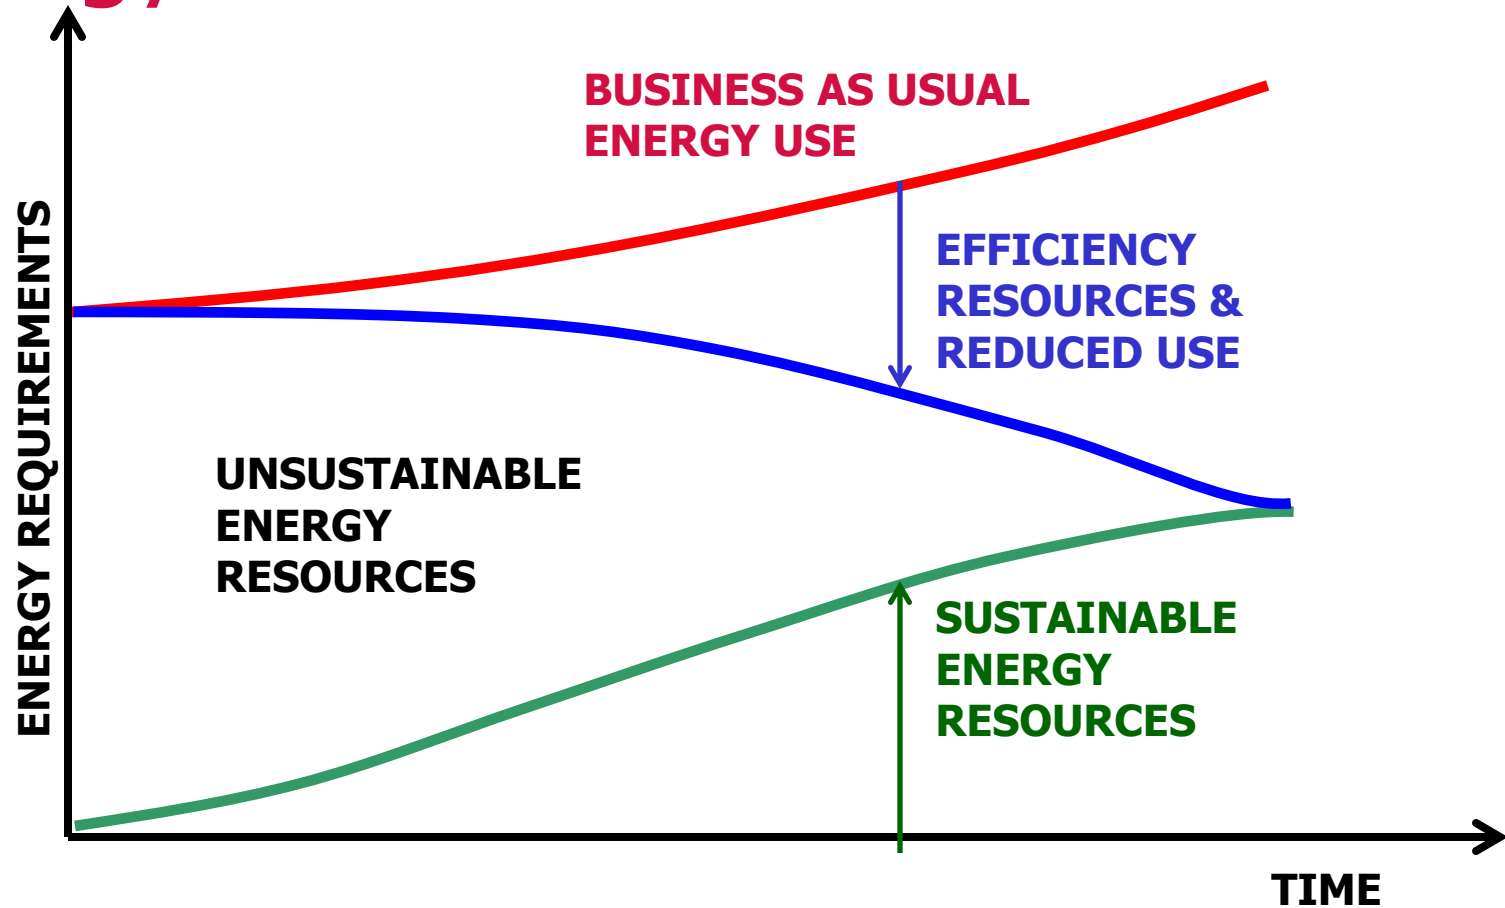 BUSINESS AS USUAL
ENERGY USE
EFFICIENCY
RESOURCES &
REDUCED USE
ENERGY REQUIREMENTS
UNSUSTAINABLE
ENERGY
RESOURCES
SUSTAINABLE
ENERGY
RESOURCES
TIME